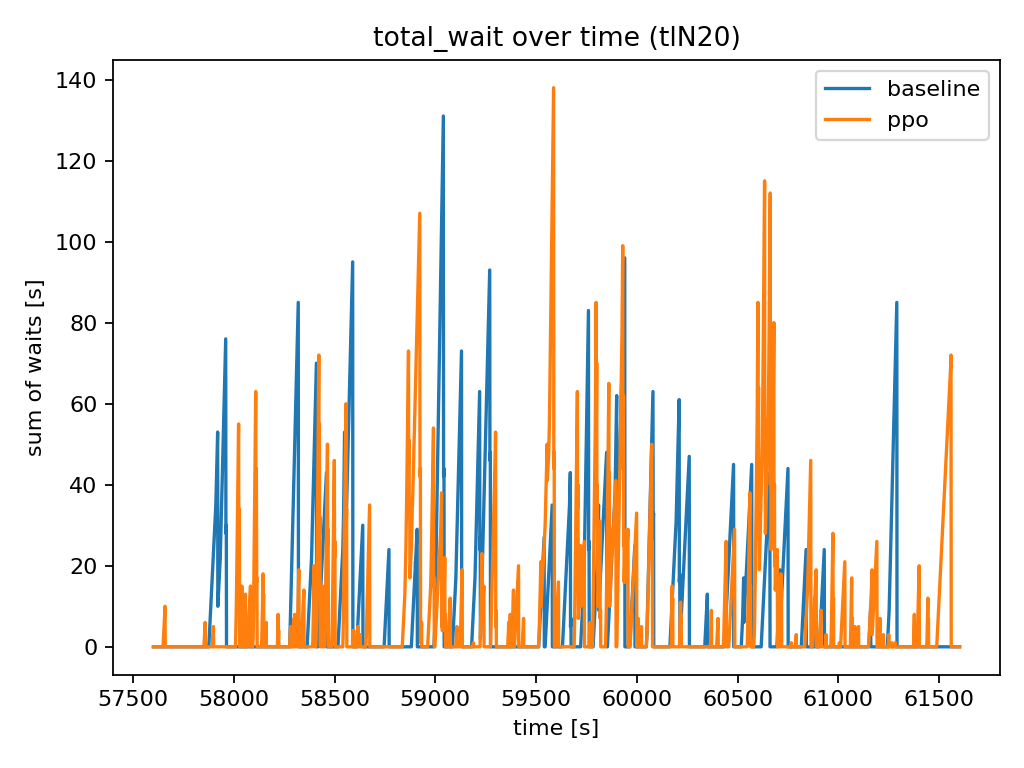 total_wait over time (tlN20)
baseline
ppo
140
120
100
80
60
40
20
0
sum of waits [s]
57500 58000 58500 59000 59500 60000 60500 61000 61500
time [s]